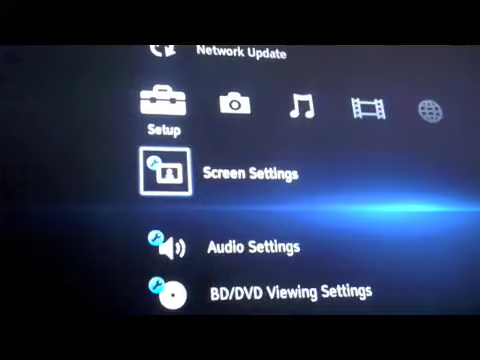 Network Update
Setup
Screen Settings
Audio Settings
BD/DVD Viewing Settings